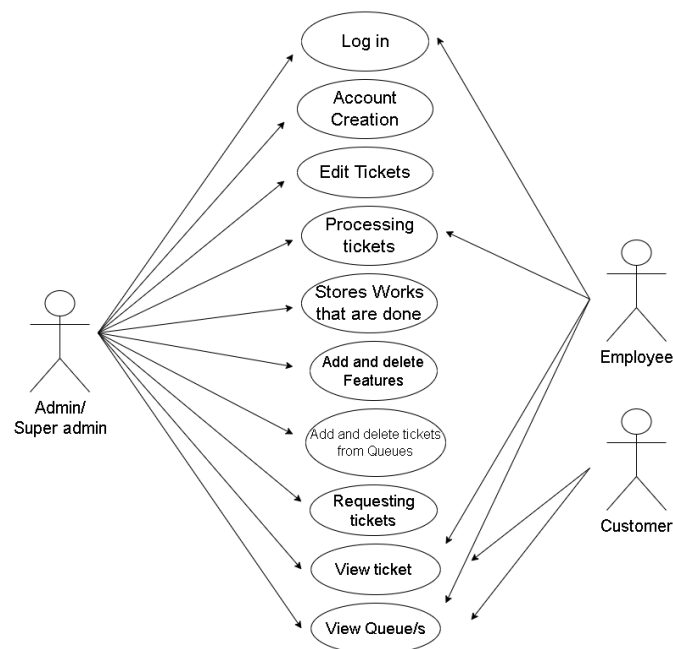 Log in
Account
Creation
Edit Tickets
Processing
tickets
Stores Works
that are done
Add and delete
Features
Add and delete tickets
from Queues
Requesting
tickets
View ticket
View Queue/s
Admin/
Super admin
Employee
Customer